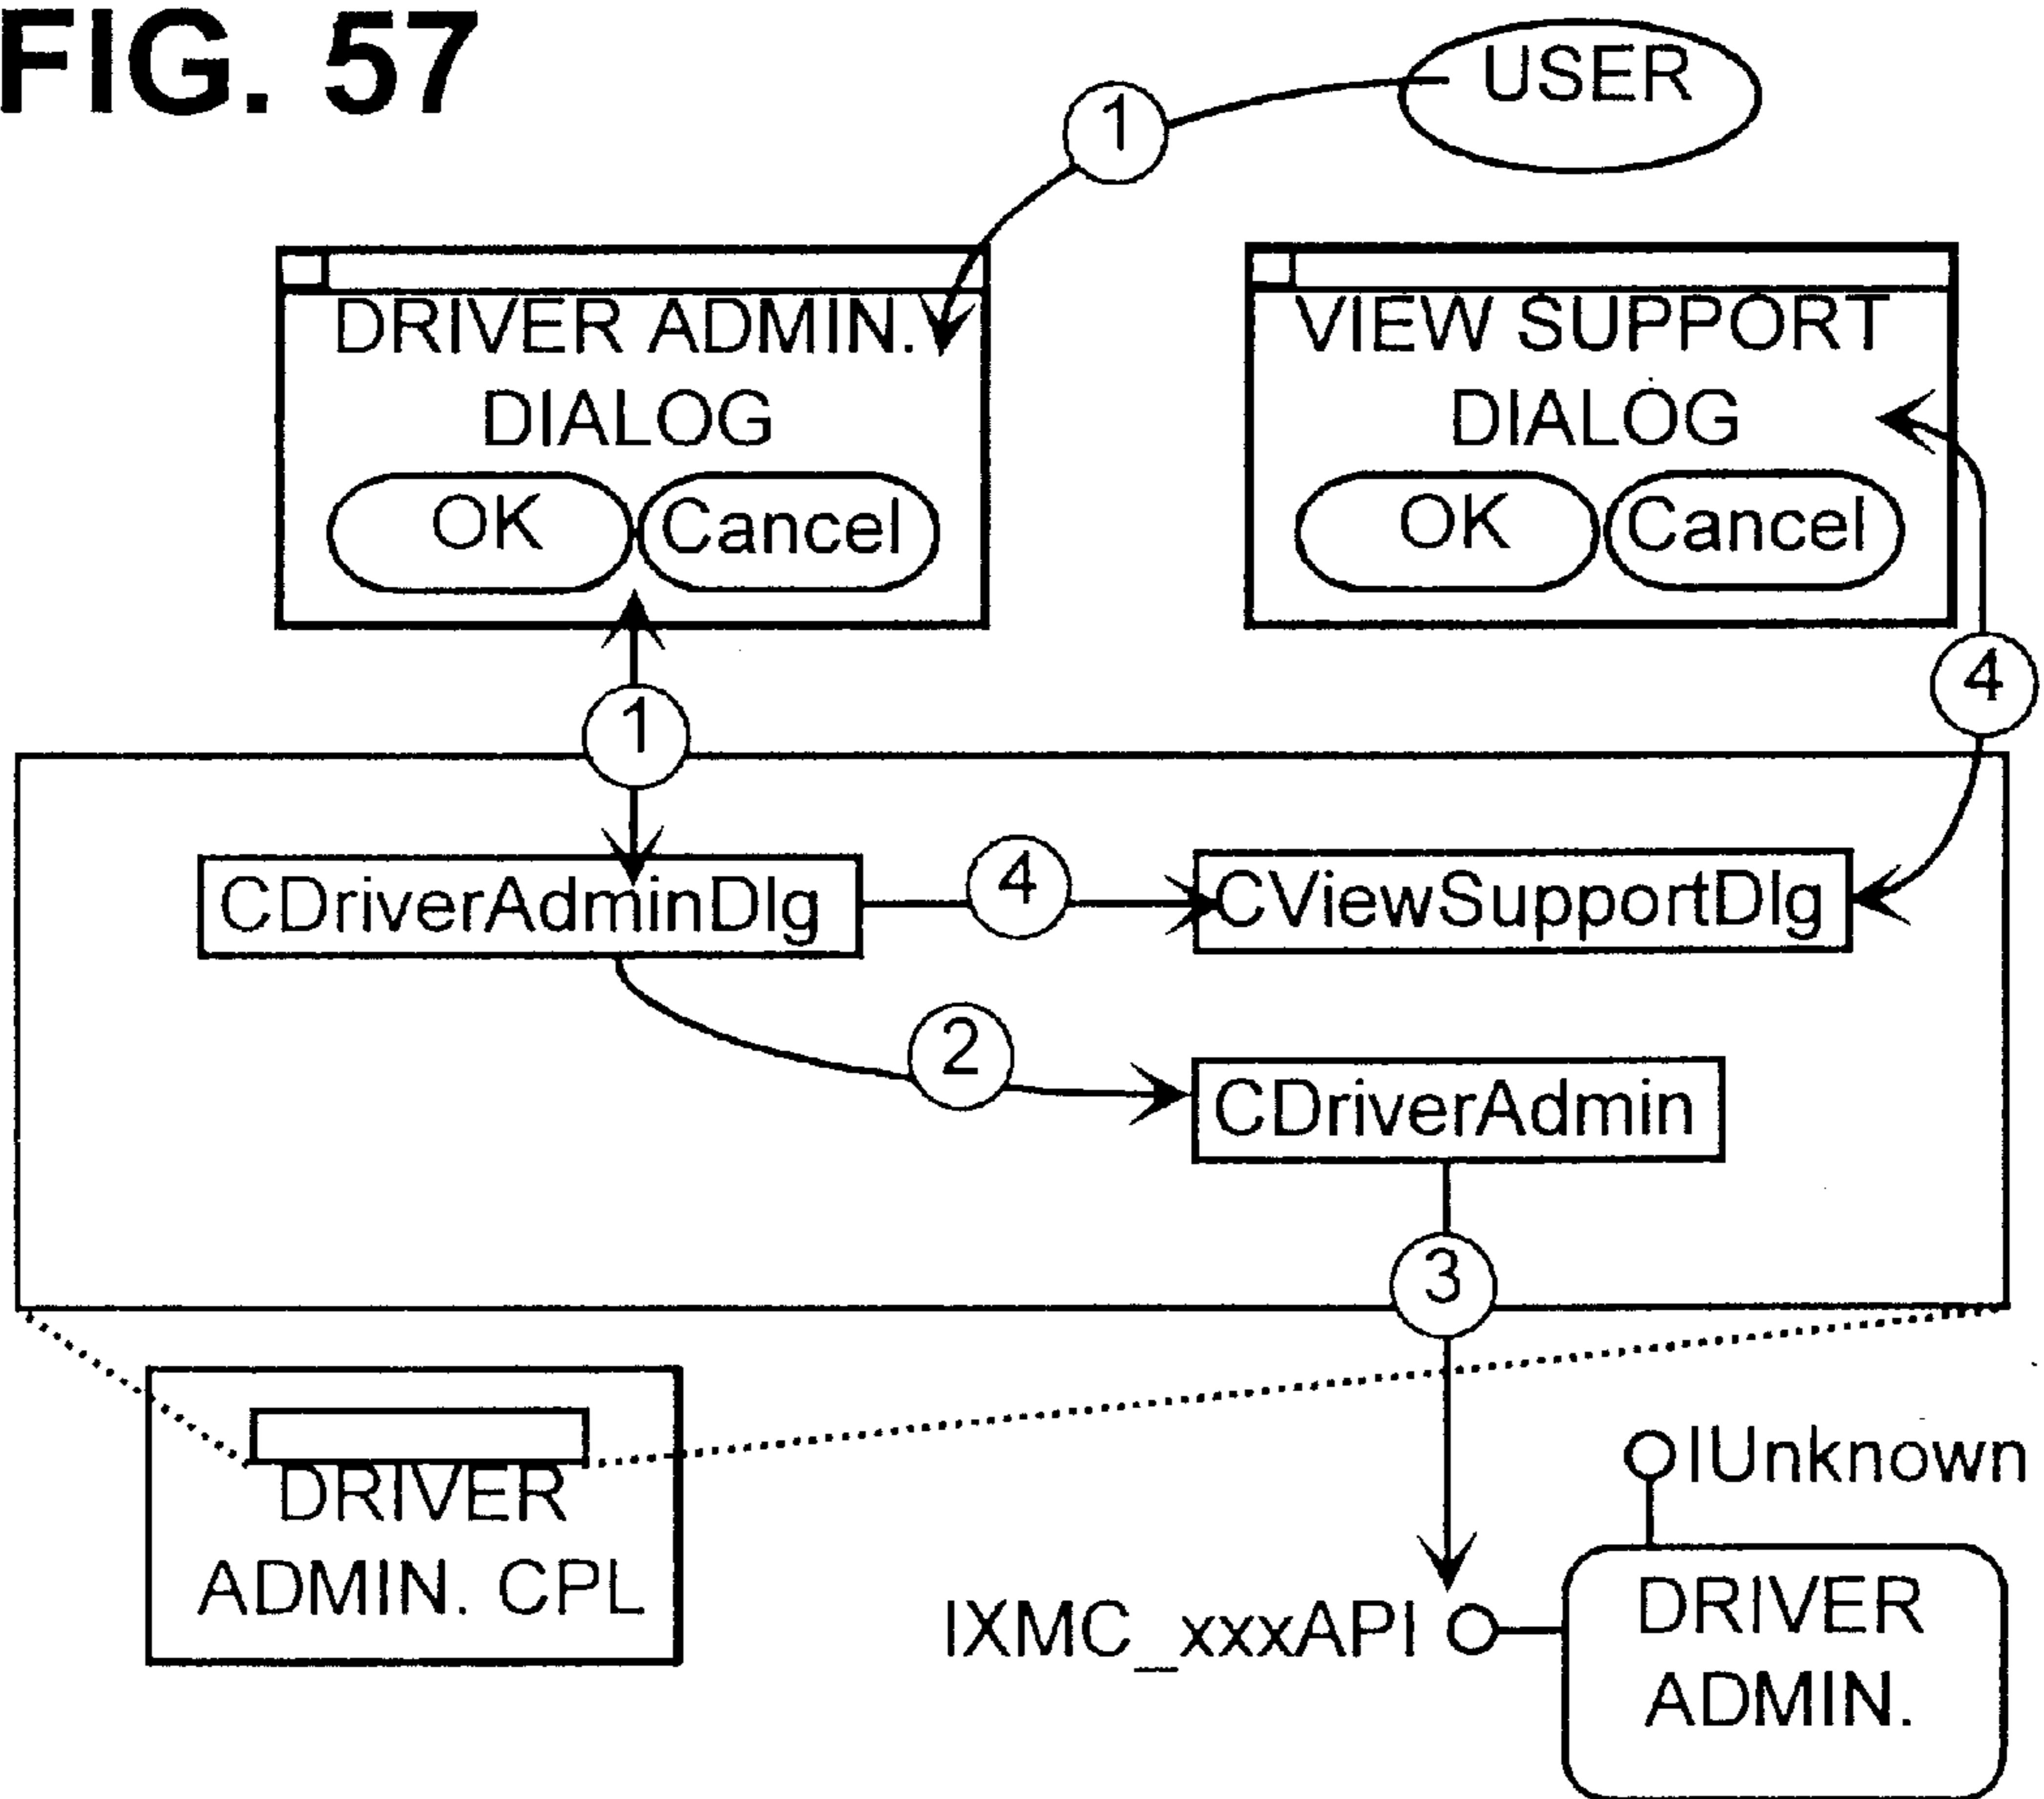 FIG. 57
USER
1
DRIVER ADMIN.
DIALOG
OK Cancel
VIEW SUPPORT
DIALOG
OK Cancel
1
4
CDriverAdminDlg
4
CViewSupportDlg
2
CDriverAdmin
3
DRIVER
ADMIN. CPL
IUnknown
IXMC_xxxAPI
DRIVER
ADMIN.